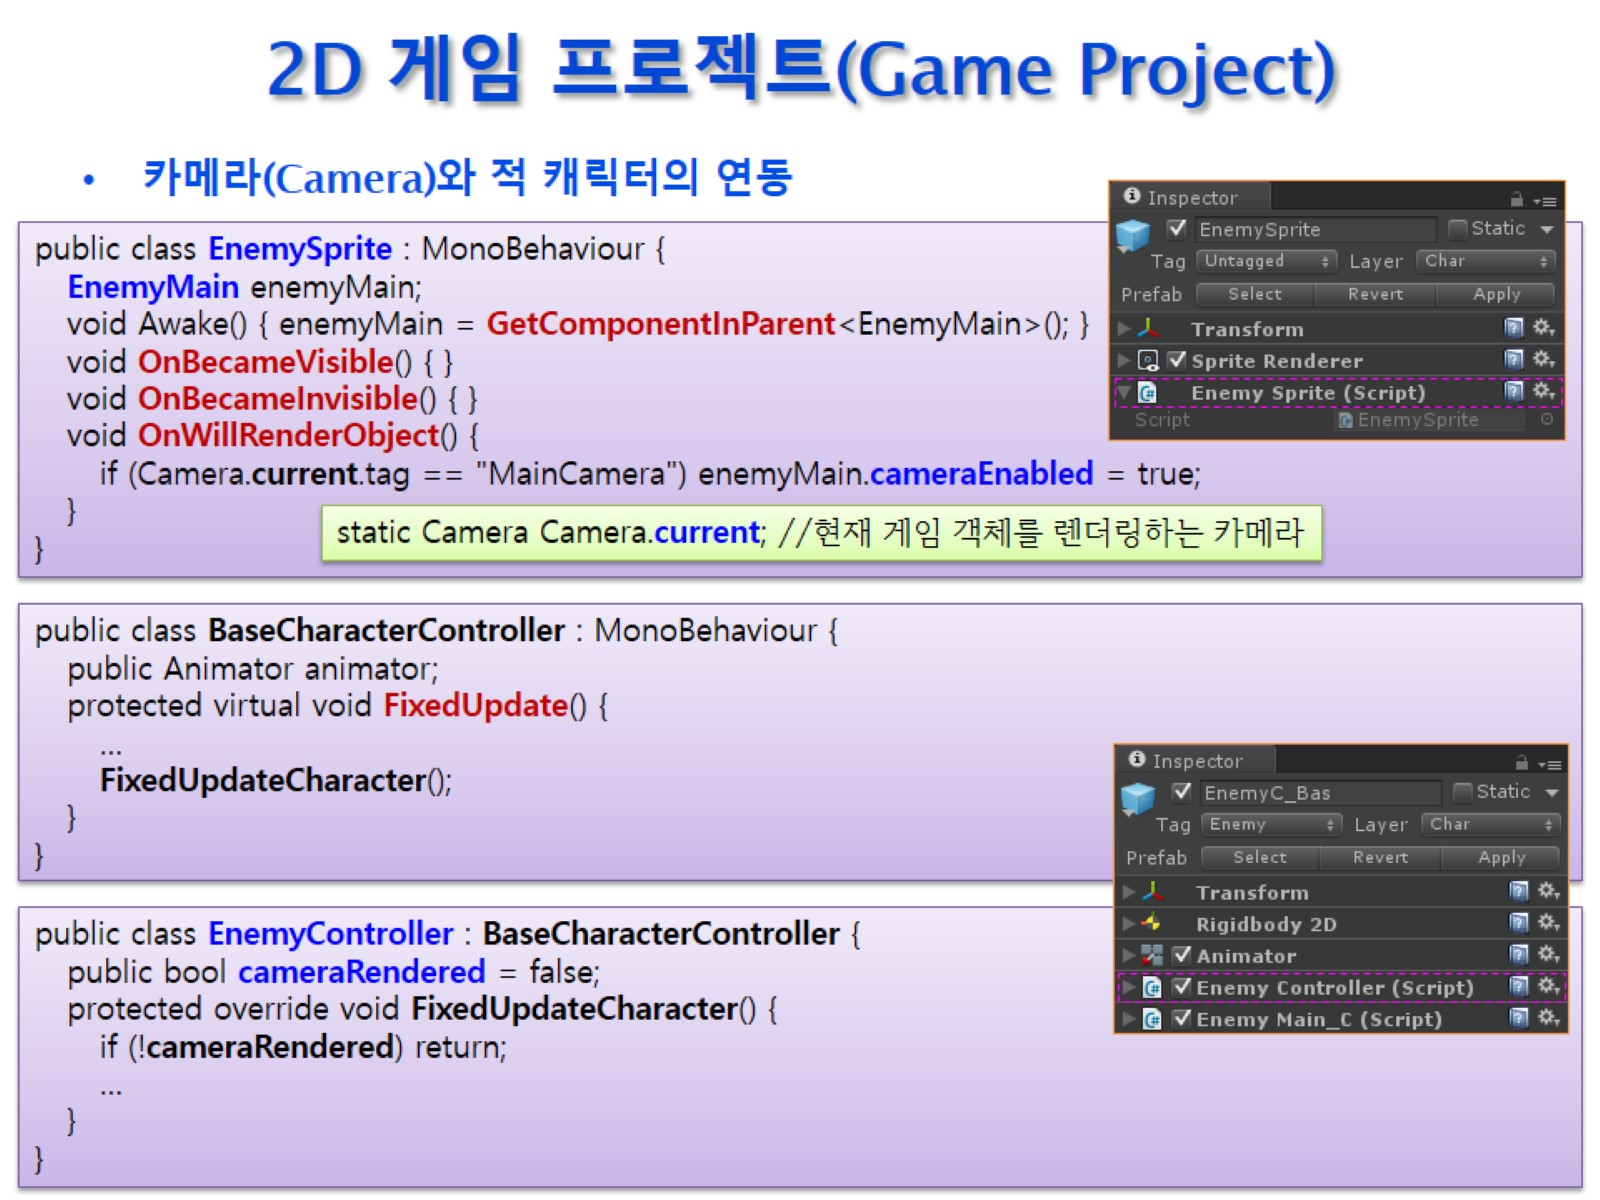 2D 게임 프로젝트(Game Project)
• 카메라(Camera)와 적 캐릭터의 연동
public class EnemySprite : MonoBehaviour {
EnemyMain enemyMain;
void Awake() { enemyMain = GetComponentInParent<EnemyMain>(); }
void OnBecameVisible() { }
void OnBecameInvisible() { }
void OnWillRenderObject() {
if (Camera.current.tag == "MainCamera") enemyMain.cameraEnabled = true;
}
}
static Camera Camera.current; //현재 게임 객체를 렌더링하는 카메라
Inspector
EnemySprite Static
Tag Untagged Layer Char
Prefab Select Revert Apply
Transform
Sprite Renderer
Enemy Sprite (Script)
Script EnemySprite
public class BaseCharacterController : MonoBehaviour {
public Animator animator;
protected virtual void FixedUpdate() {
...
FixedUpdateCharacter();
}
}
Inspector
EnemyC_Bas Static
Tag Enemy Layer Char
Prefab Select Revert Apply
Transform
Rigidbody 2D
Animator
Enemy Controller (Script)
Enemy Main_C (Script)
public class EnemyController : BaseCharacterController {
public bool cameraRendered = false;
protected override void FixedUpdateCharacter() {
if (!cameraRendered) return;
...
}
}